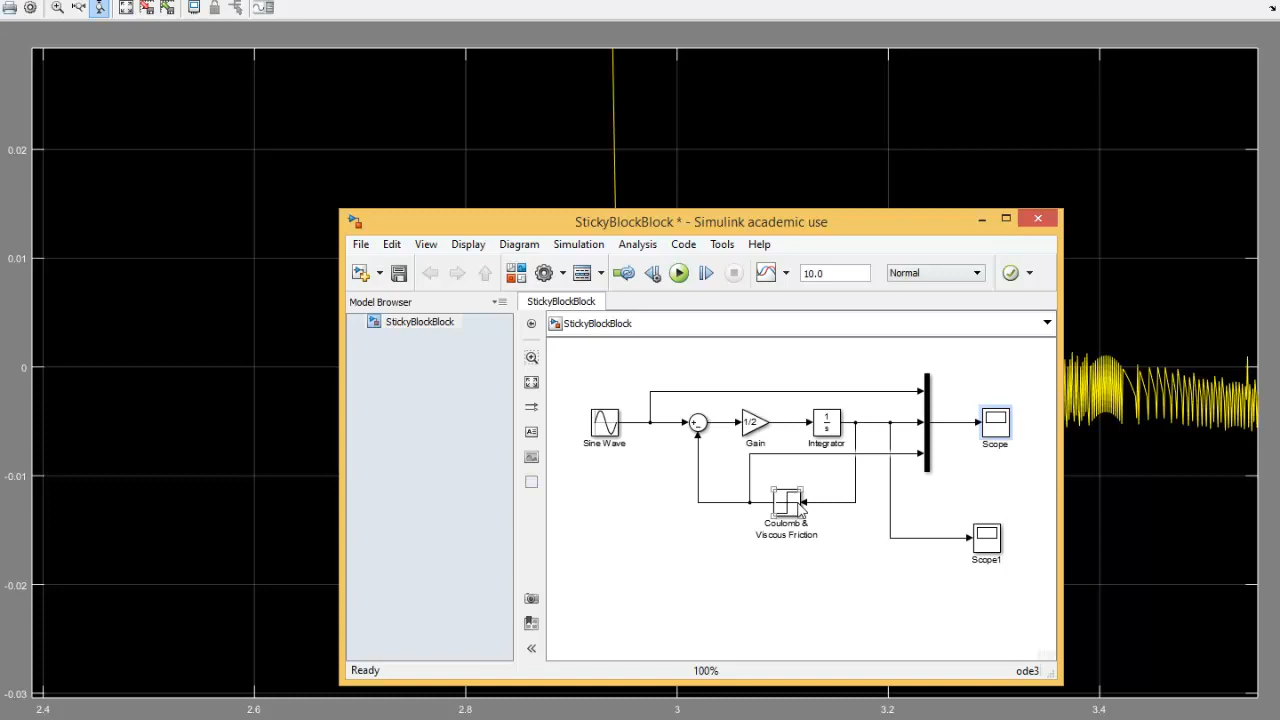 0.02
0.01
0
-0.01
-0.02
-0.03
2.4
2.6
2.8
3
3.2
3.4
StickyBlockBlock * - Simulink academic use
File Edit View Display Diagram Simulation Analysis Code Tools Help
10.0
Normal
Model Browser
StickyBlockBlock
StickyBlockBlock
StickyBlockBlock
Sine Wave
+
-
1/2
Gain
1
s
Integrator
Scope
Coulomb &
Viscous Friction
Scope1
Ready
100%
ode3